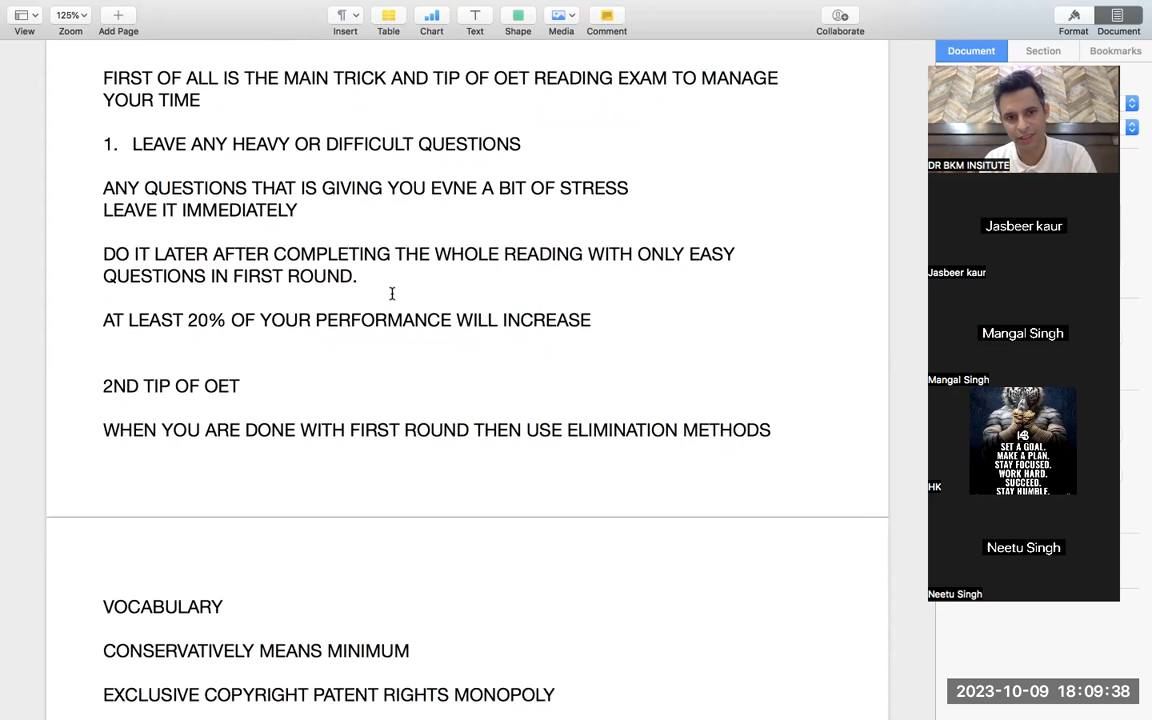 View
125%
Zoom
Add Page
Insert
Table
Chart
Text
Shape
Media
Comment
Collaborate
Format
Document
Document
Section
Bookmarks
FIRST OF ALL IS THE MAIN TRICK AND TIP OF OET READING EXAM TO MANAGE
YOUR TIME
1. LEAVE ANY HEAVY OR DIFFICULT QUESTIONS
ANY QUESTIONS THAT IS GIVING YOU EVNE A BIT OF STRESS
LEAVE IT IMMEDIATELY
DO IT LATER AFTER COMPLETING THE WHOLE READING WITH ONLY EASY
QUESTIONS IN FIRST ROUND.
AT LEAST 20% OF YOUR PERFORMANCE WILL INCREASE
2ND TIP OF OET
WHEN YOU ARE DONE WITH FIRST ROUND THEN USE ELIMINATION METHODS
VOCABULARY
CONSERVATIVELY MEANS MINIMUM
EXCLUSIVE COPYRIGHT PATENT RIGHTS MONOPOLY
DR BKM INSITUTE
Jasbeer kaur
Jasbeer kaur
Mangal Singh
Mangal Singh
SET A GOAL.
MAKE A PLAN.
STAY FOCUSED.
WORK HARD.
SUCCEED.
STAY HUMBLE.
HK
Neetu Singh
Neetu Singh
2023-10-09 18:09:38